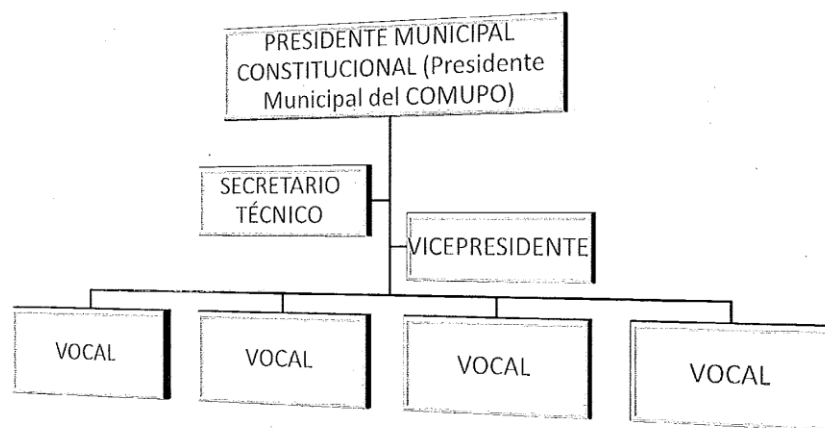 PRESIDENTE MUNICIPAL
CONSTITUCIONAL (Presidente
Municipal del COMUPO)
SECRETARIO
TÉCNICO
VICEPRESIDENTE
VOCAL
VOCAL
VOCAL
VOCAL